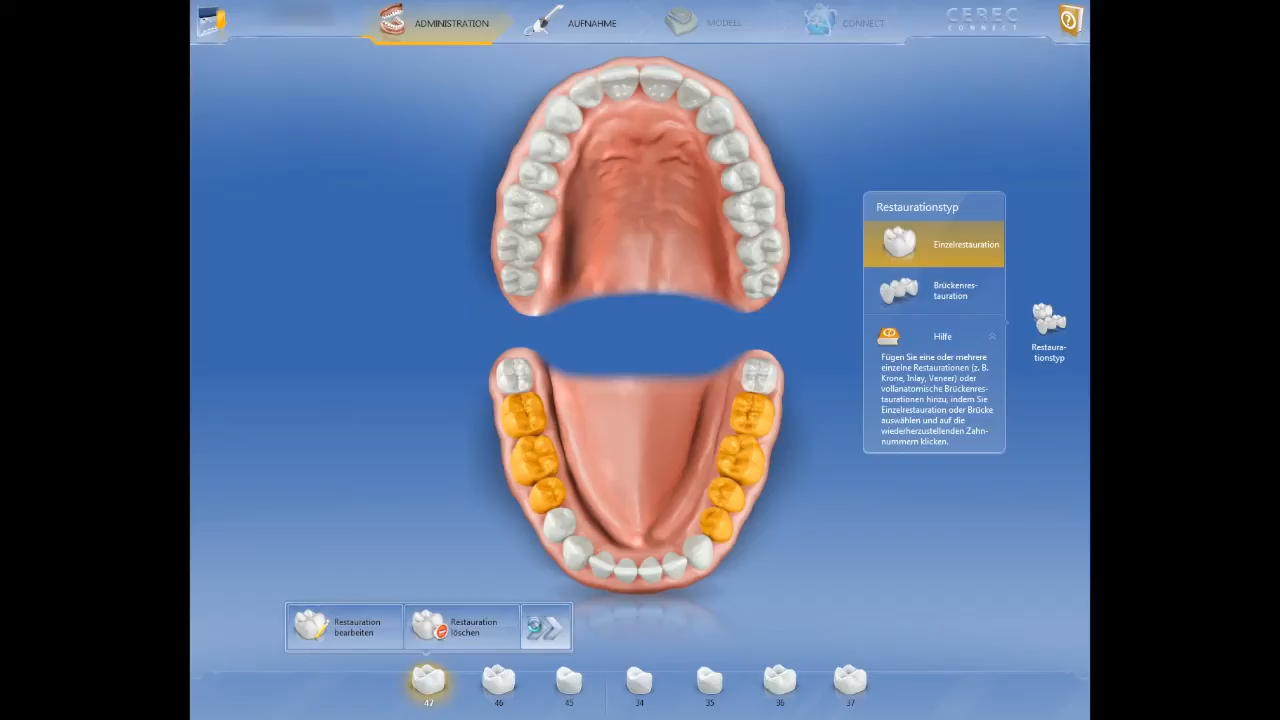 ADMINISTRATION
AUFNAHME
MODELL
CONNECT
CEREC
CONNECT
Restaurationstyp
Einzelrestauration
Brückenres-
tauration
Hilfe
Fügen Sie eine oder mehrere
einzelne Restaurationen (z. B.
Krone, Inlay, Veneer) oder
vollanatomische Brückenres-
taurationen hinzu, indem Sie
Einzelrestauration oder Brücke
auswählen und auf die
wiederherzustellenden Zahn-
nummern klicken.
Restaura-
tionstyp
Restauration
bearbeiten
Restauration
löschen
47
46
45
34
35
36
37